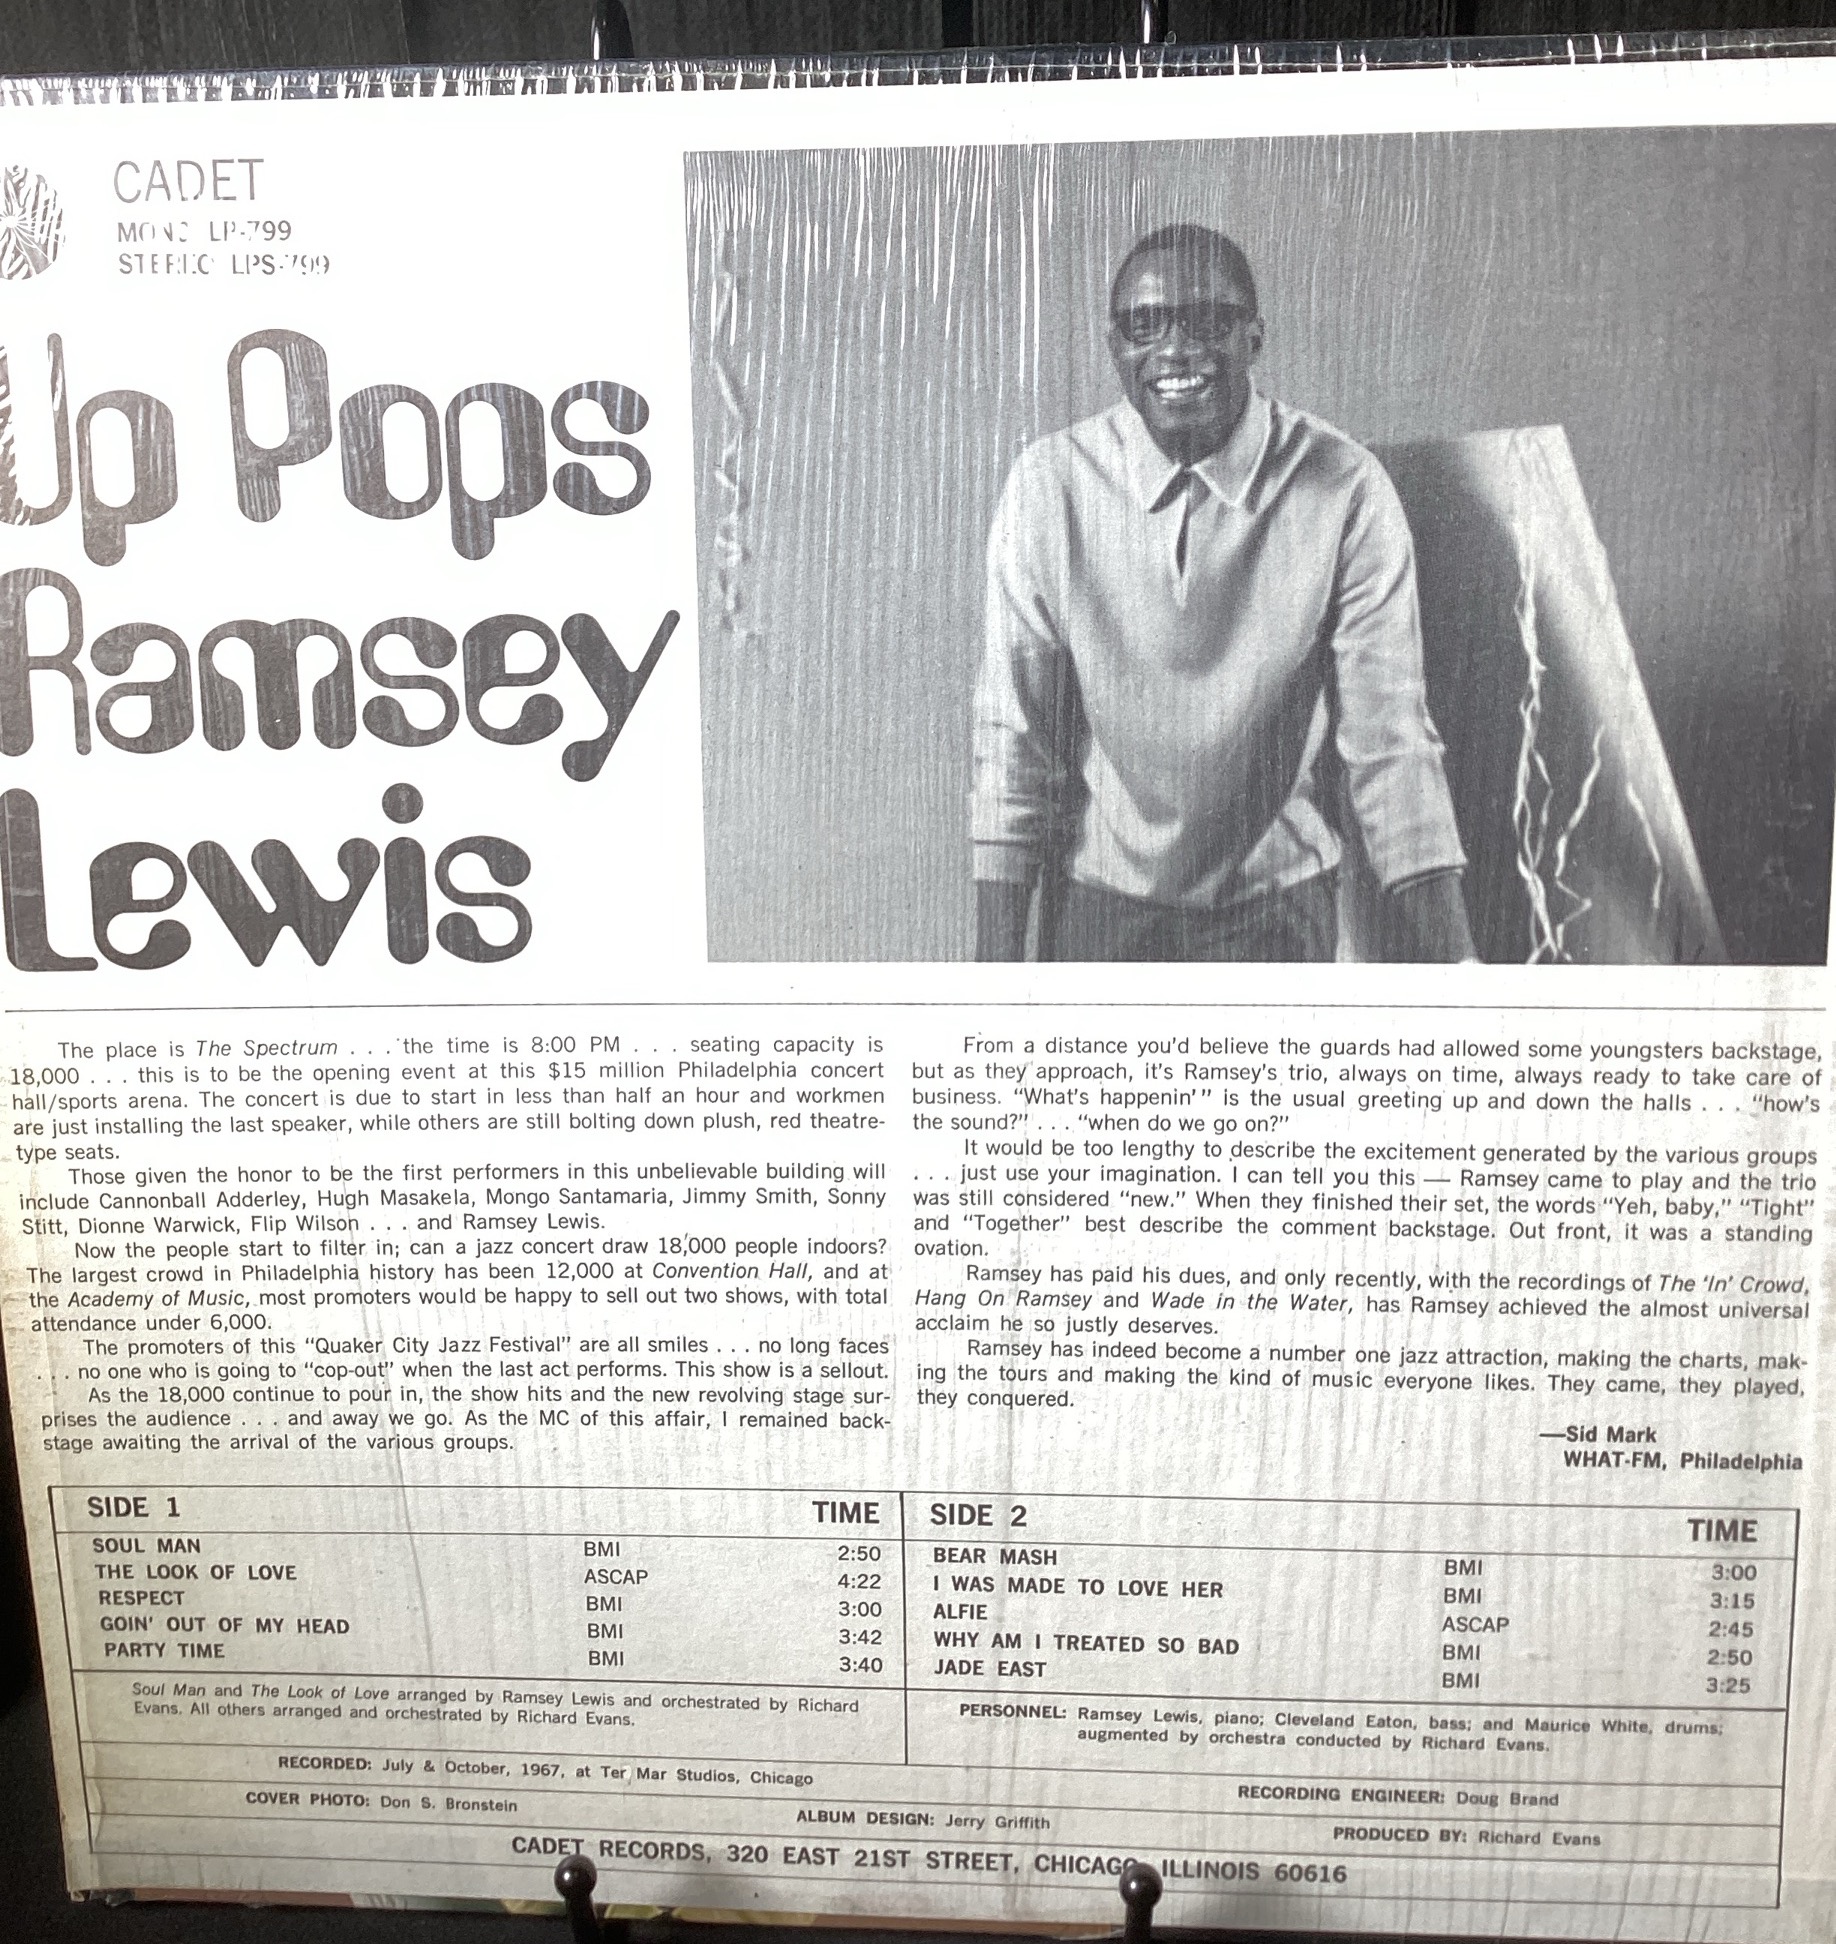 CADET
MONO LP-799
STEREO LPS-799
Up Pops
Ramsey
Lewis
The place is The Spectrum . . . the time is 8:00 PM . . . seating capacity is
18,000 . . . this is to be the opening event at this $15 million Philadelphia concert
hall/sports arena. The concert is due to start in less than half an hour and workmen
are just installing the last speaker, while others are still bolting down plush, red theatre-
type seats.
Those given the honor to be the first performers in this unbelievable building will
include Cannonball Adderley, Hugh Masakela, Mongo Santamaria, Jimmy Smith, Sonny
Stitt, Dionne Warwick, Flip Wilson . . . and Ramsey Lewis.
Now the people start to filter in; can a jazz concert draw 18,000 people indoors?
The largest crowd in Philadelphia history has been 12,000 at Convention Hall, and at
the Academy of Music, most promoters would be happy to sell out two shows, with total
attendance under 6,000.
The promoters of this "Quaker City Jazz Festival" are all smiles . . . no long faces
. . . no one who is going to "cop-out" when the last act performs. This show is a sellout.
As the 18,000 continue to pour in, the show hits and the new revolving stage sur-
prises the audience . . . and away we go. As the MC of this affair, I remained back-
stage awaiting the arrival of the various groups.
From a distance you'd believe the guards had allowed some youngsters backstage,
but as they approach, it's Ramsey's trio, always on time, always ready to take care of
business. "What's happenin'" is the usual greeting up and down the halls . . . "how's
the sound?" . . . "when do we go on?"
It would be too lengthy to describe the excitement generated by the various groups
. . . just use your imagination. I can tell you this — Ramsey came to play and the trio
was still considered "new." When they finished their set, the words "Yeh, baby," "Tight"
and "Together" best describe the comment backstage. Out front, it was a standing
ovation.
Ramsey has paid his dues, and only recently, with the recordings of The 'In' Crowd,
Hang On Ramsey and Wade in the Water, has Ramsey achieved the almost universal
acclaim he so justly deserves.
Ramsey has indeed become a number one jazz attraction, making the charts, mak-
ing the tours and making the kind of music everyone likes. They came, they played,
they conquered.
—Sid Mark
WHAT-FM, Philadelphia
SIDE 1 TIME
SOUL MAN BMI 2:50
THE LOOK OF LOVE ASCAP 4:22
RESPECT BMI 3:00
GOIN' OUT OF MY HEAD BMI 3:42
PARTY TIME BMI 3:40
SIDE 2 TIME
BEAR MASH BMI 3:00
I WAS MADE TO LOVE HER BMI 3:15
ALFIE ASCAP 2:45
WHY AM I TREATED SO BAD BMI 2:50
JADE EAST BMI 3:25
Soul Man and The Look of Love arranged by Ramsey Lewis and orchestrated by Richard
Evans. All others arranged and orchestrated by Richard Evans.
PERSONNEL: Ramsey Lewis, piano; Cleveland Eaton, bass; and Maurice White, drums;
augmented by orchestra conducted by Richard Evans.
RECORDED: July & October, 1967, at Ter Mar Studios, Chicago
RECORDING ENGINEER: Doug Brand
COVER PHOTO: Don S. Bronstein
ALBUM DESIGN: Jerry Griffith
PRODUCED BY: Richard Evans
CADET RECORDS, 320 EAST 21ST STREET, CHICAGO, ILLINOIS 60616